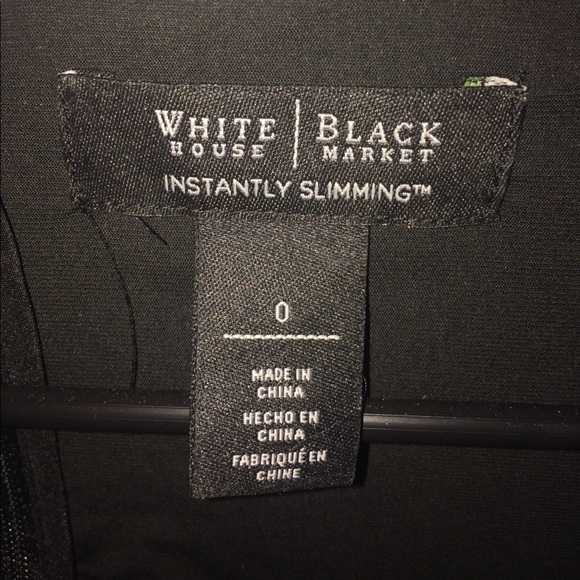 WHITE HOUSE | BLACK MARKET
INSTANTLY SLIMMING™
0
MADE IN
CHINA
HECHO EN
CHINA
FABRIQUÉ EN
CHINE